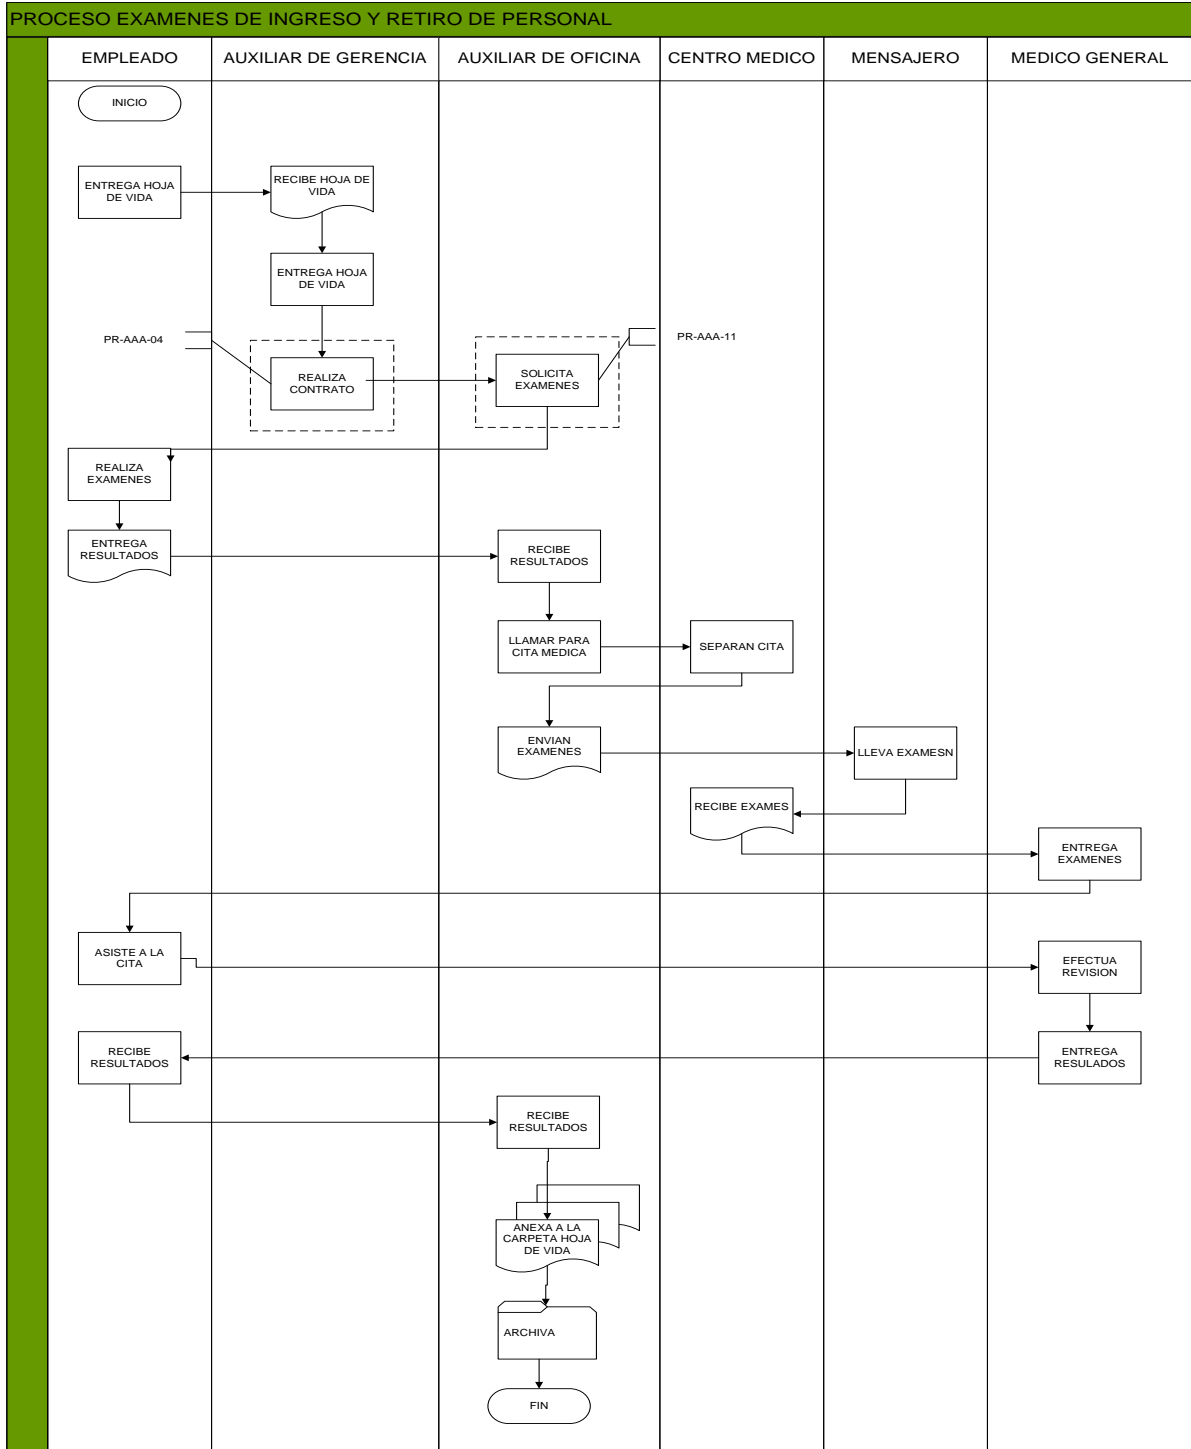 PROCESO EXAMENES DE INGRESO Y RETIRO DE PERSONAL
EMPLEADO
AUXILIAR DE GERENCIA
AUXILIAR DE OFICINA
CENTRO MEDICO
MENSAJERO
MEDICO GENERAL
INICIO
ENTREGA HOJA
DE VIDA
RECIBE HOJA DE
VIDA
ENTREGA HOJA
DE VIDA
PR-AAA-04
PR-AAA-11
REALIZA
CONTRATO
SOLICITA
EXAMENES
REALIZA
EXAMENES
ENTREGA
RESULTADOS
RECIBE
RESULTADOS
LLAMAR PARA
CITA MEDICA
SEPARAN CITA
ENVIAN
EXAMENES
LLEVA EXAMESN
RECIBE EXAMES
ENTREGA
EXAMENES
ASISTE A LA
CITA
EFECTUA
REVISION
RECIBE
RESULTADOS
ENTREGA
RESULADOS
RECIBE
RESULTADOS
ANEXA A LA
CARPETA HOJA
DE VIDA
ARCHIVA
FIN